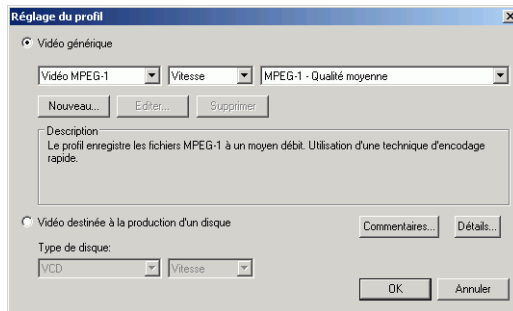 Réglage du profil
Vidéo générique
Vidéo MPEG-1 Vitesse MPEG-1 - Qualité moyenne
Nouveau... Editer... Supprimer
Description
Le profil enregistre les fichiers MPEG-1 à un moyen débit. Utilisation d'une technique d'encodage
rapide.
Vidéo destinée à la production d'un disque
Commentaires... Détails...
Type de disque:
VCD Vitesse
OK Annuler